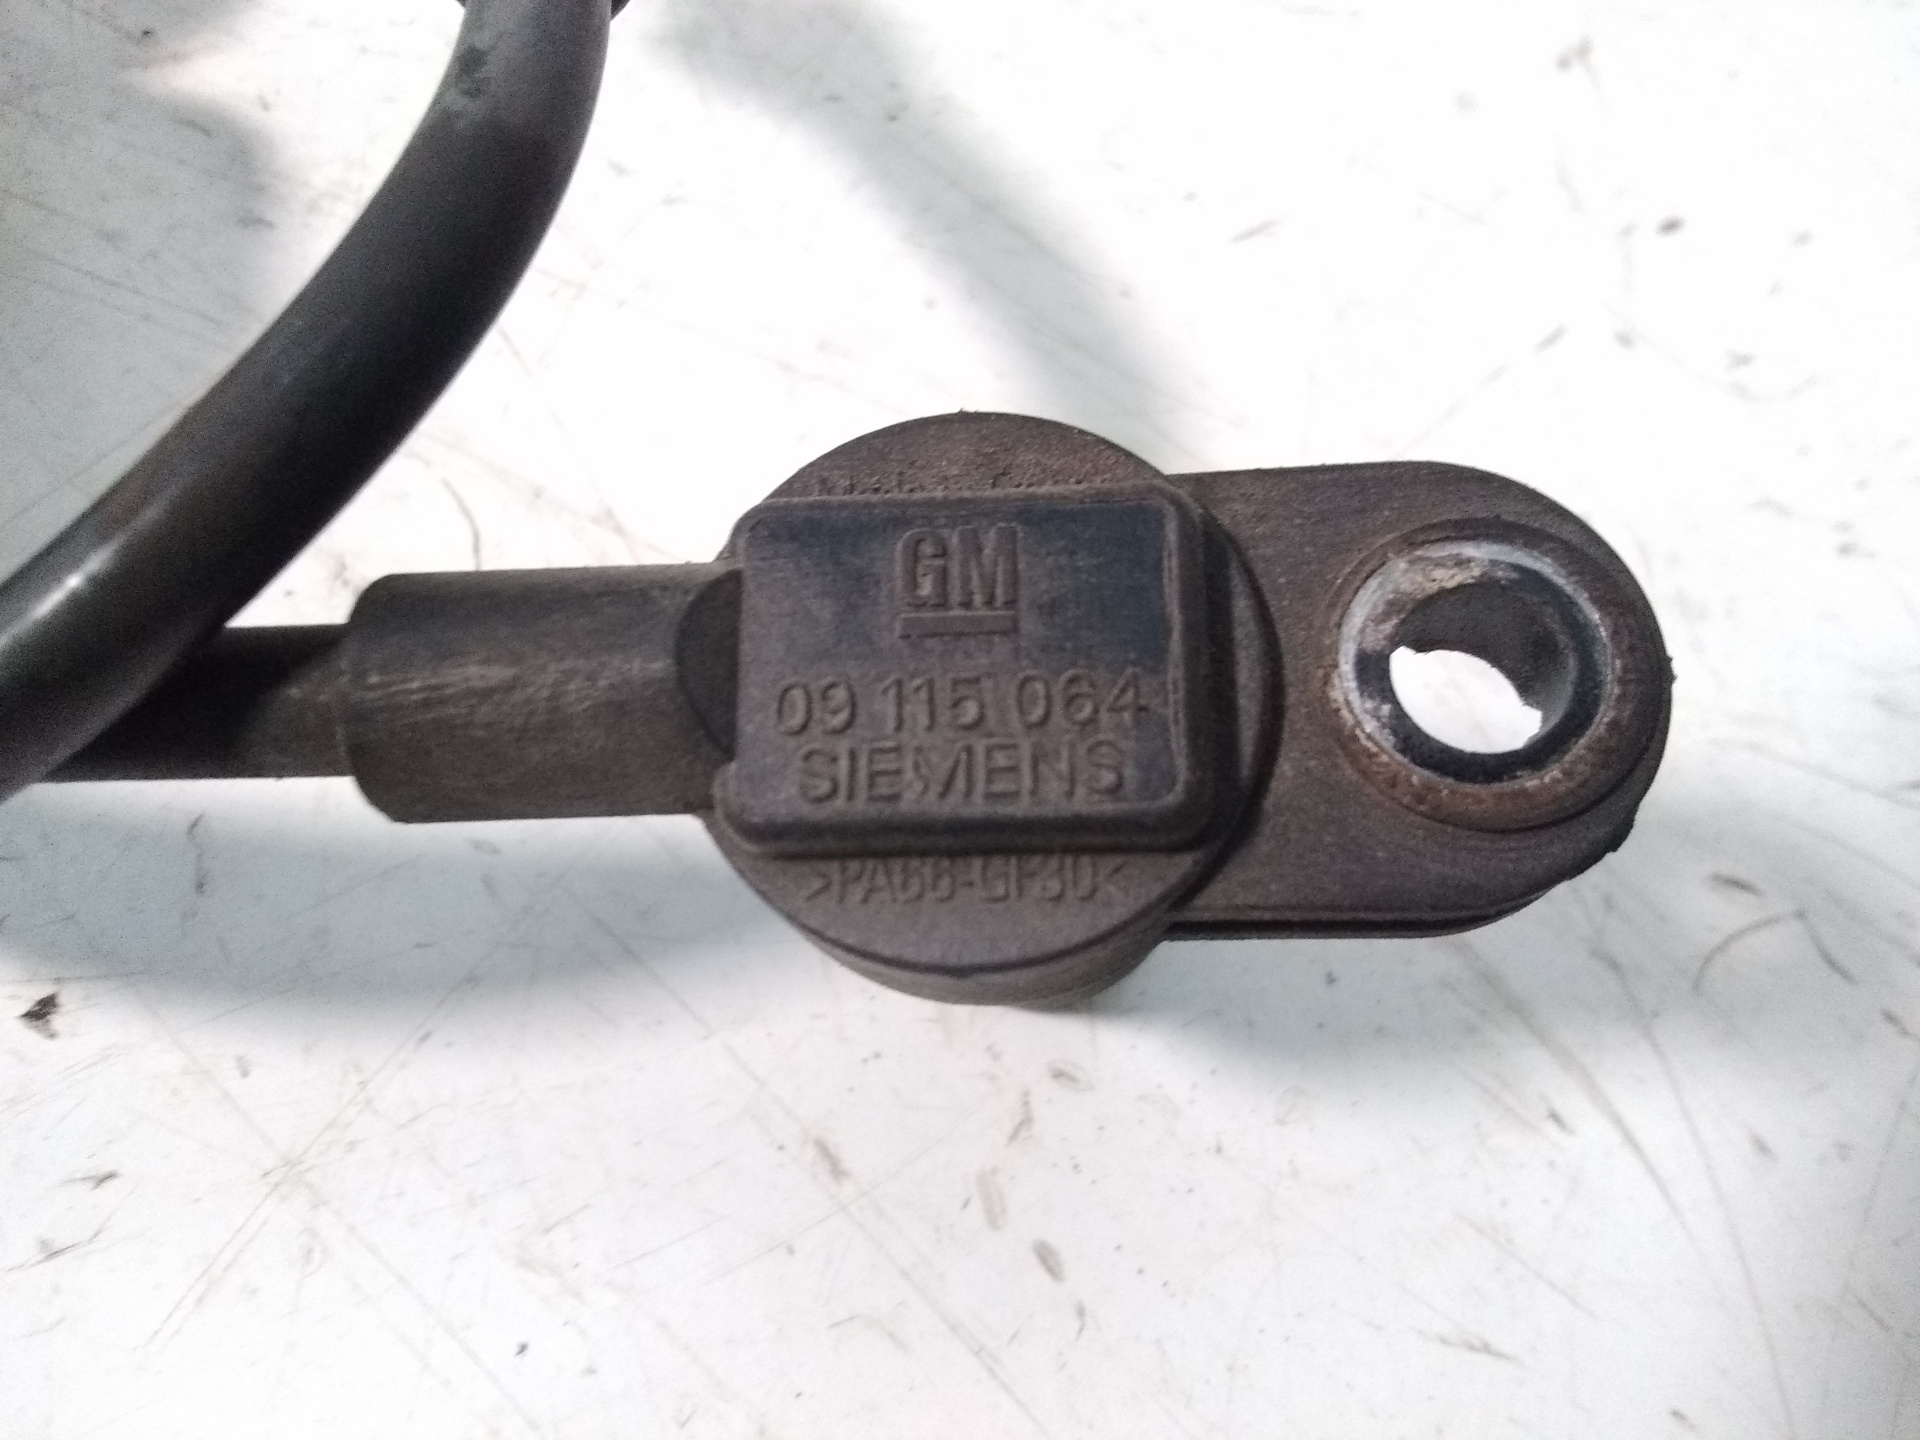 GM
09 115 064
SIEMENS
>PA66-GF30<